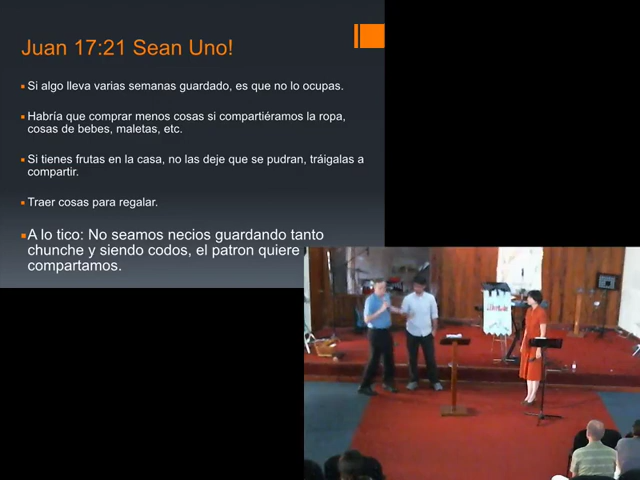 Juan 17:21 Sean Uno!
Si algo lleva varias semanas guardado, es que no lo ocupas.
Habría que comprar menos cosas si compartiéramos la ropa,
cosas de bebes, maletas, etc.
Si tienes frutas en la casa, no las deje que se pudran, tráigalas a
compartir.
Traer cosas para regalar.
A lo tico: No seamos necios guardando tanto
chunche y siendo codos, el patron quiere
compartamos.